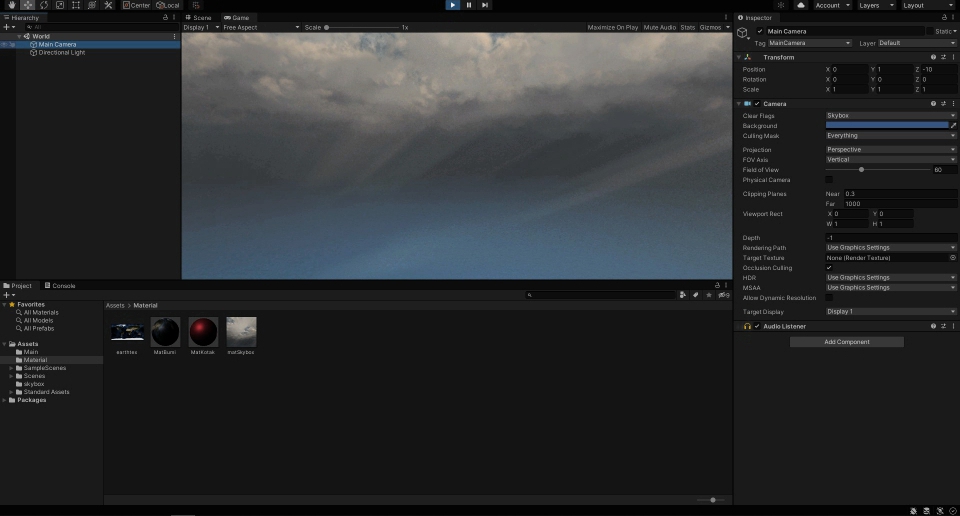 Center Local Account Layers Layout
Hierarchy Scene Game Inspector
All
World
Main Camera
Directional Light
Display 1 Free Aspect Scale 1x Maximize On Play Mute Audio Stats Gizmos
Main Camera Static
Tag MainCamera Layer Default
Transform
Position X 0 Y 1 Z -10
Rotation X 0 Y 0 Z 0
Scale X 1 Y 1 Z 1
Camera
Clear Flags Skybox
Background
Culling Mask Everything
Projection Perspective
FOV Axis Vertical
Field of View 60
Physical Camera
Clipping Planes Near 0.3
Far 1000
Viewport Rect X 0 Y 0
W 1 H 1
Depth -1
Rendering Path Use Graphics Settings
Target Texture None (Render Texture)
Occlusion Culling
HDR Use Graphics Settings
MSAA Use Graphics Settings
Allow Dynamic Resolution
Target Display Display 1
Audio Listener
Add Component
Project Console
Favorites
All Materials
All Models
All Prefabs
Assets
Main
Material
SampleScenes
Scenes
skybox
Standard Assets
Packages
Assets > Material
earthtex MatBumi MatKotak matSkybox